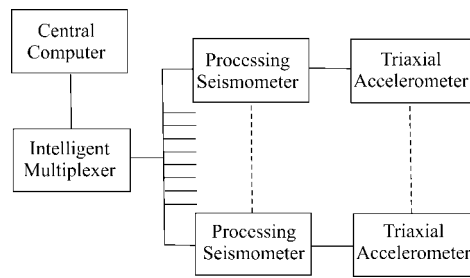 Central
Computer
Processing
Seismometer
Triaxial
Accelerometer
Intelligent
Multiplexer
Processing
Seismometer
Triaxial
Accelerometer